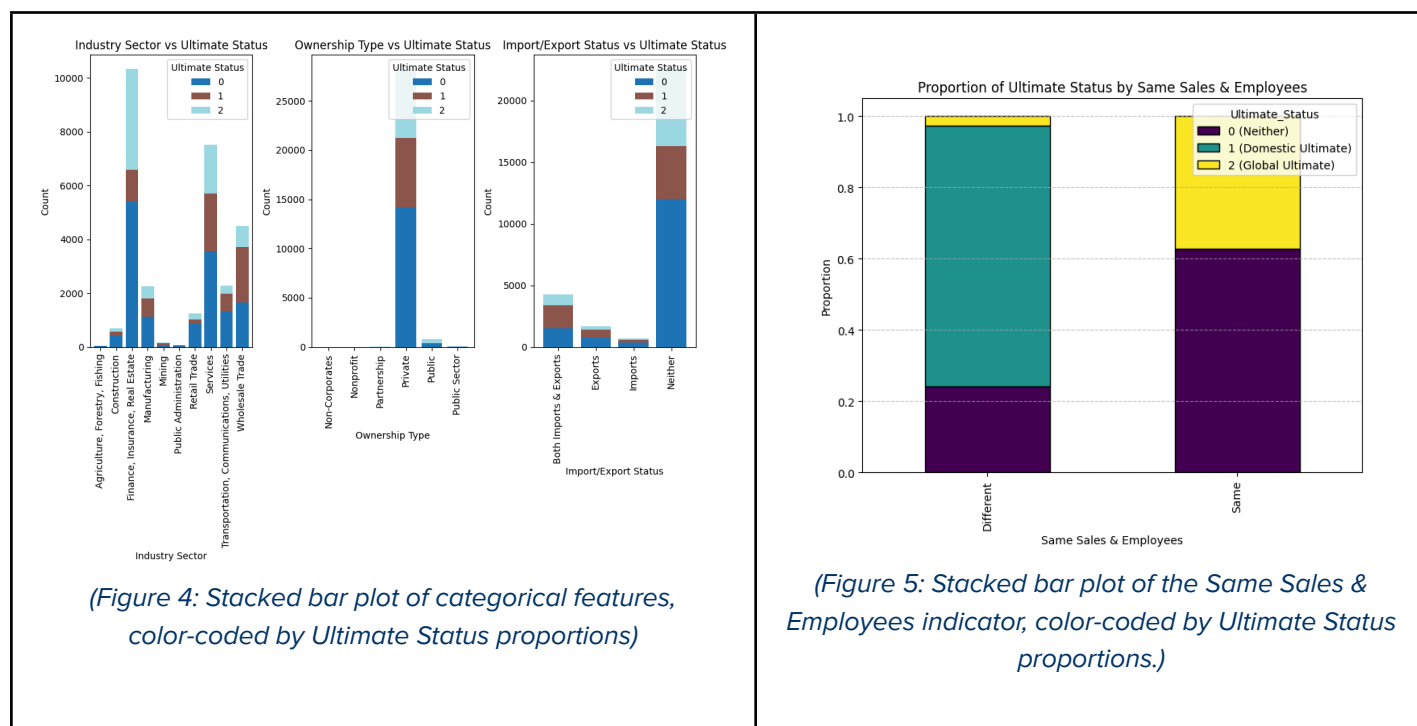 Industry Sector vs Ultimate Status
Ultimate Status
0
1
2
10000
8000
6000
4000
2000
0
Count
Agriculture, Forestry, Fishing
Construction
Finance, Insurance, Real Estate
Manufacturing
Mining
Public Administration
Retail Trade
Services
Transportation, Communications, Utilities
Wholesale Trade
Industry Sector
Ownership Type vs Ultimate Status
Ultimate Status
0
1
2
25000
20000
15000
10000
5000
0
Count
Non-Corporates
Nonprofit
Partnership
Private
Public
Public Sector
Ownership Type
Import/Export Status vs Ultimate Status
Ultimate Status
0
1
2
20000
15000
10000
5000
0
Count
Both Imports & Exports
Exports
Imports
Neither
Import/Export Status
(Figure 4: Stacked bar plot of categorical features,
color-coded by Ultimate Status proportions)
Proportion of Ultimate Status by Same Sales & Employees
Ultimate_Status
0 (Neither)
1 (Domestic Ultimate)
2 (Global Ultimate)
1.0
0.8
0.6
0.4
0.2
0.0
Proportion
Different
Same
Same Sales & Employees
(Figure 5: Stacked bar plot of the Same Sales &
Employees indicator, color-coded by Ultimate Status
proportions.)